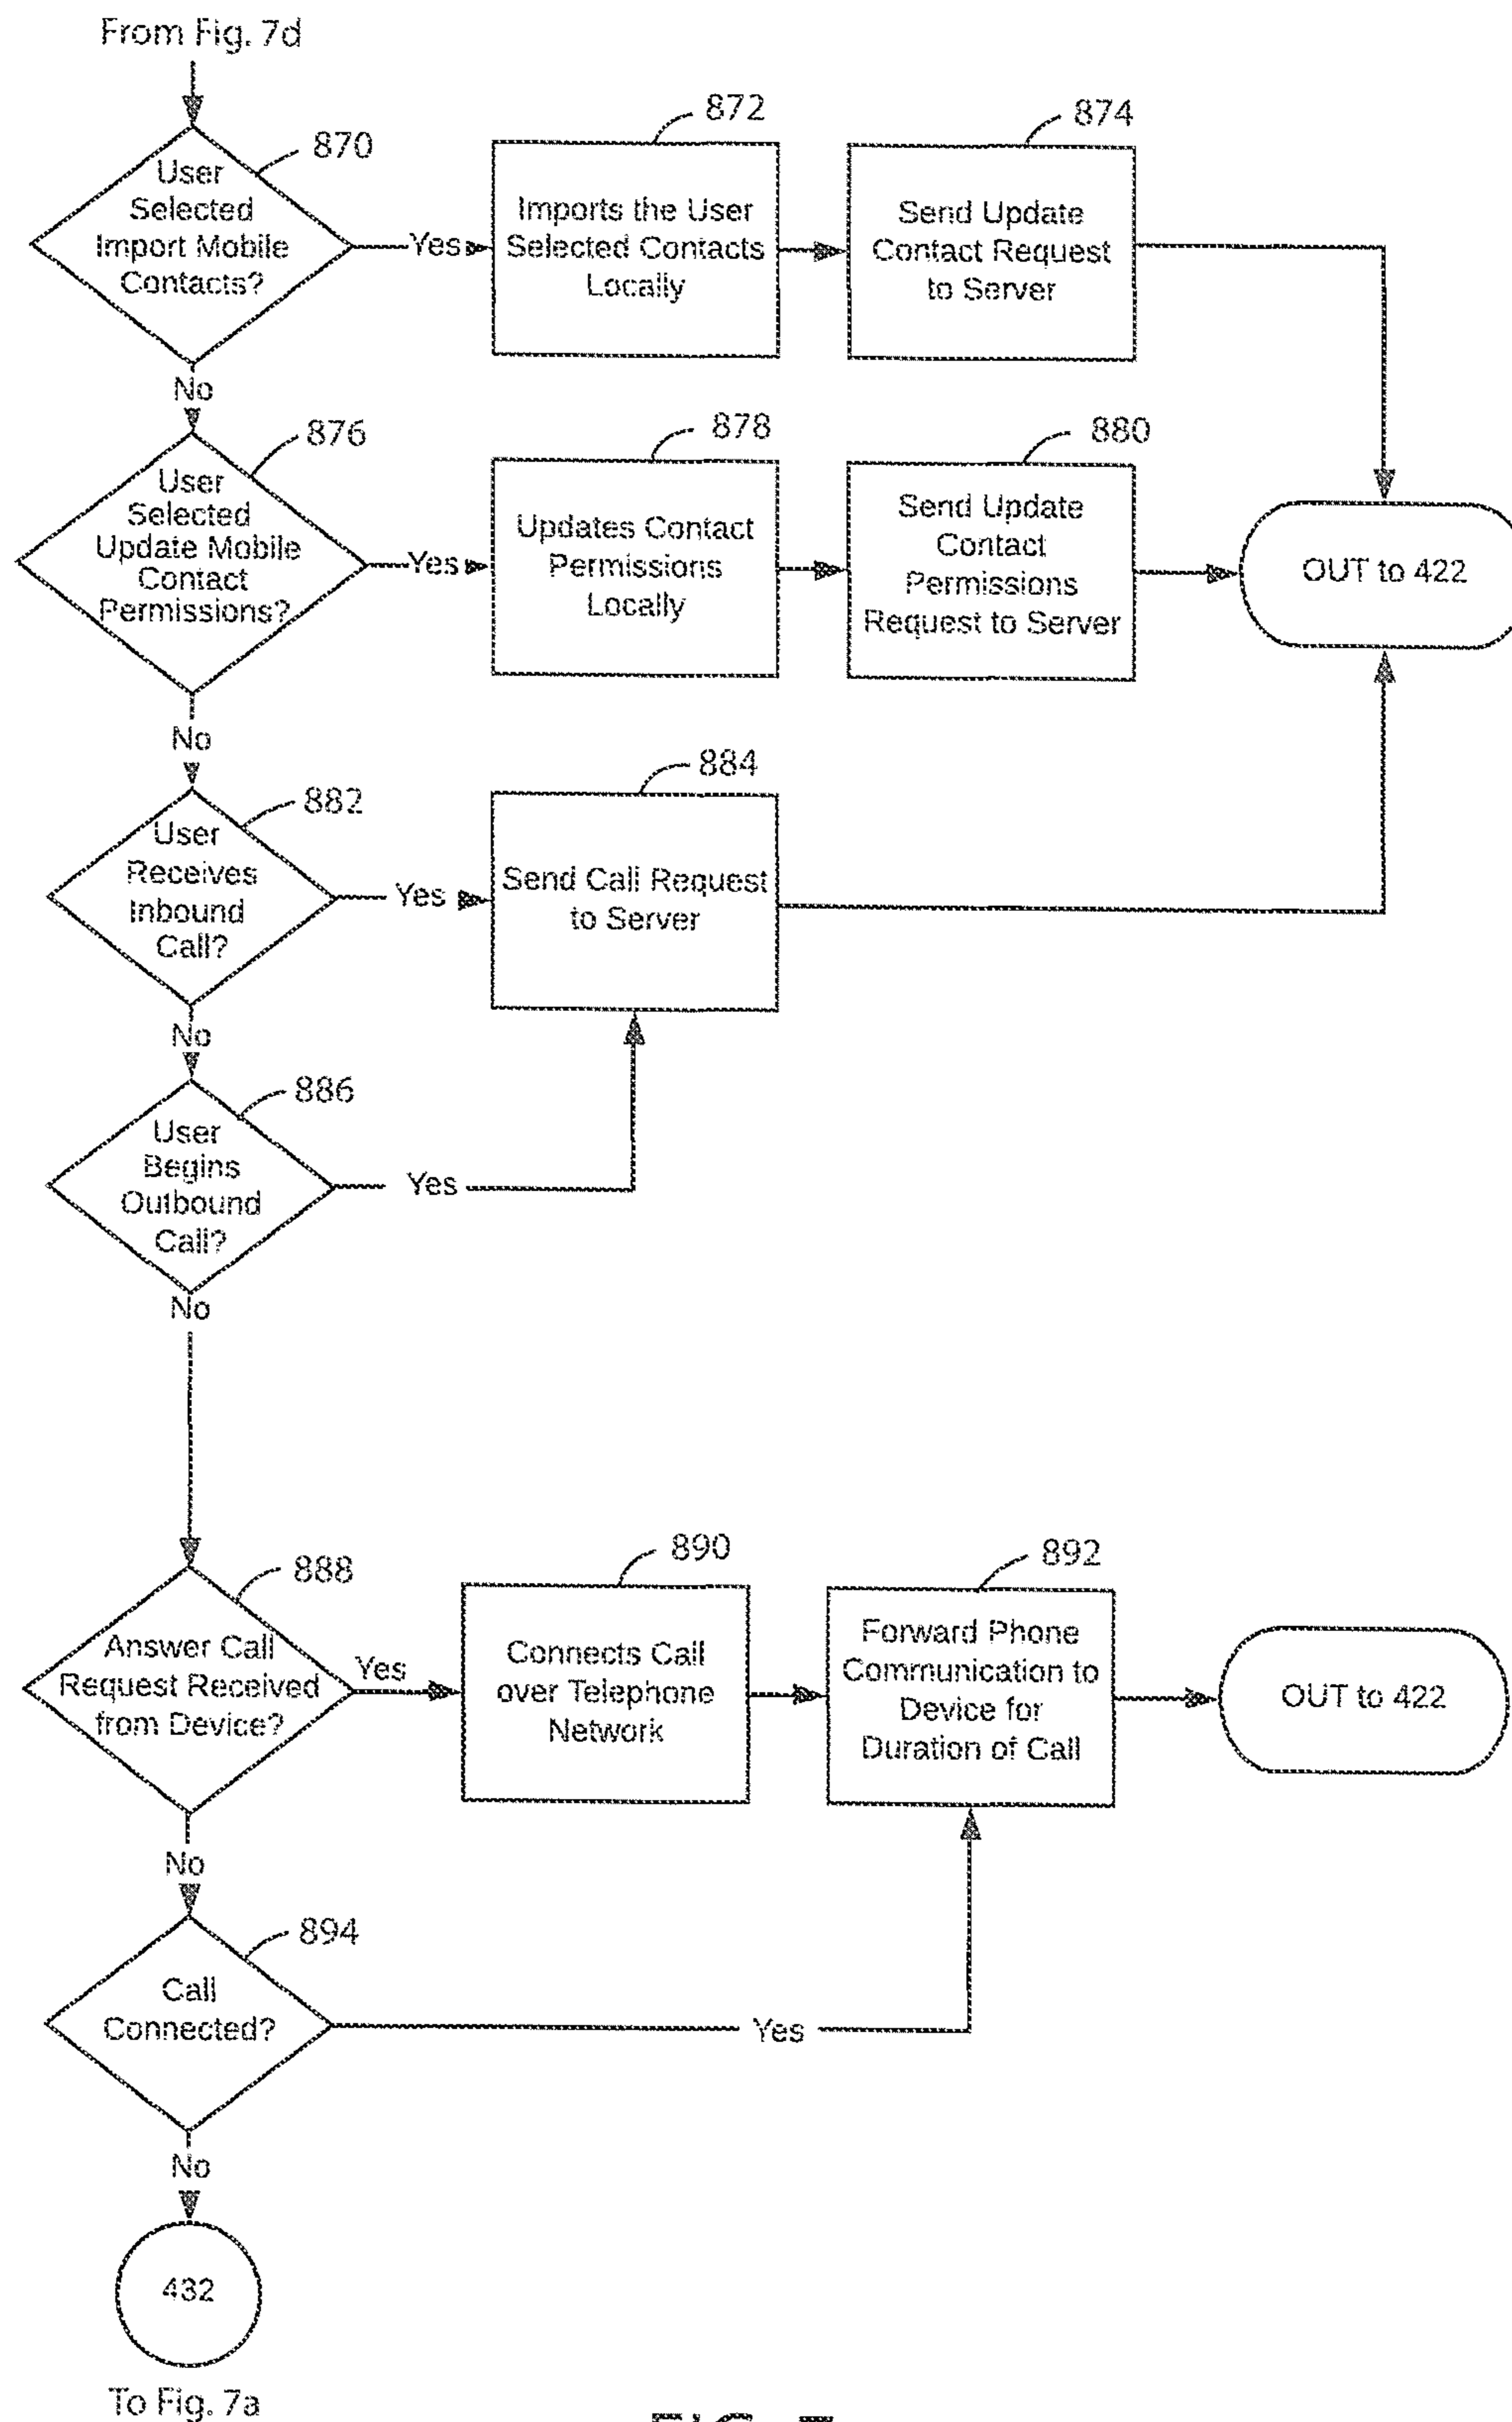 From Fig. 7d
870
User
Selected
Import Mobile
Contacts?
Yes
872
Imports the User
Selected Contacts
Locally
874
Send Update
Contact Request
to Server
No
876
User
Selected
Update Mobile
Contact
Permissions?
Yes
878
Updates Contact
Permissions
Locally
880
Send Update
Contact
Permissions
Request to Server
OUT to 422
No
882
User
Receives
Inbound
Call?
Yes
884
Send Call Request
to Server
No
886
User
Begins
Outbound
Call?
Yes
No
888
Answer Call
Request Received
from Device?
Yes
890
Connects Call
over Telephone
Network
892
Forward Phone
Communication to
Device for
Duration of Call
OUT to 422
No
894
Call
Connected?
Yes
No
432
To Fig. 7a